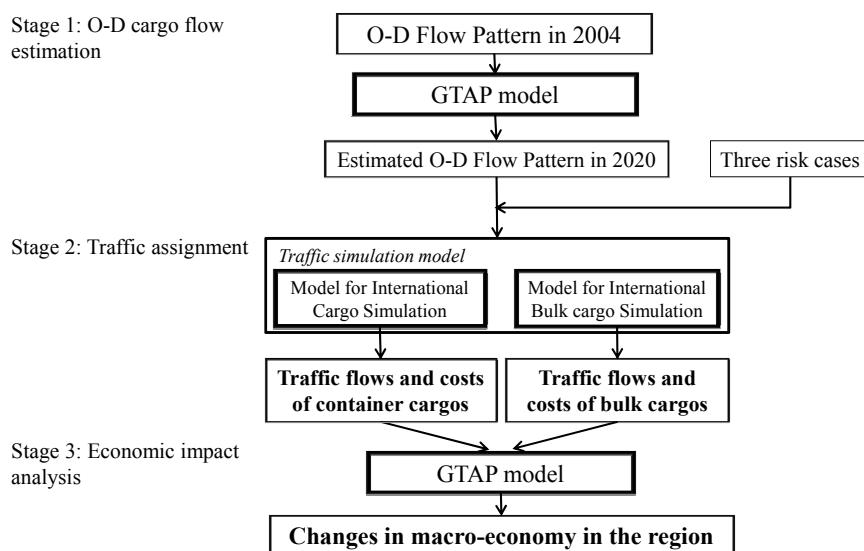 Stage 1: O-D cargo flow
estimation
O-D Flow Pattern in 2004
GTAP model
Estimated O-D Flow Pattern in 2020
Three risk cases
Stage 2: Traffic assignment
Traffic simulation model
Model for International
Cargo Simulation
Model for International
Bulk cargo Simulation
Traffic flows and costs
of container cargos
Traffic flows and
costs of bulk cargos
Stage 3: Economic impact
analysis
GTAP model
Changes in macro-economy in the region